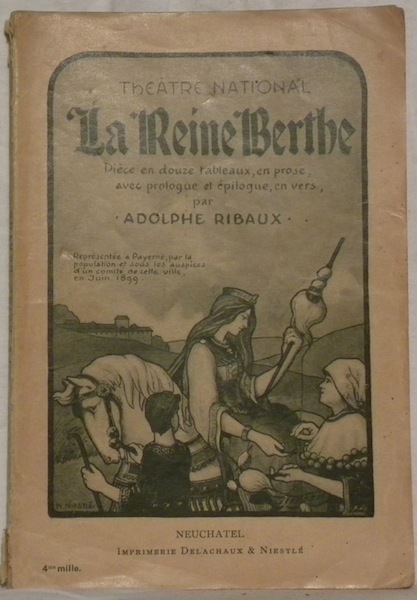 THÉÂTRE NATIONAL
La Reine Berthe
Pièce en douze tableaux, en prose,
avec prologue et épilogue, en vers,
par
· ADOLPHE RIBAUX ·
Représentée à Payerne, par la
population et sous les auspices
d'un comité de cette ville,
en Juin 1899
NEUCHATEL
IMPRIMERIE DELACHAUX & NIESTLÉ
4me mille.